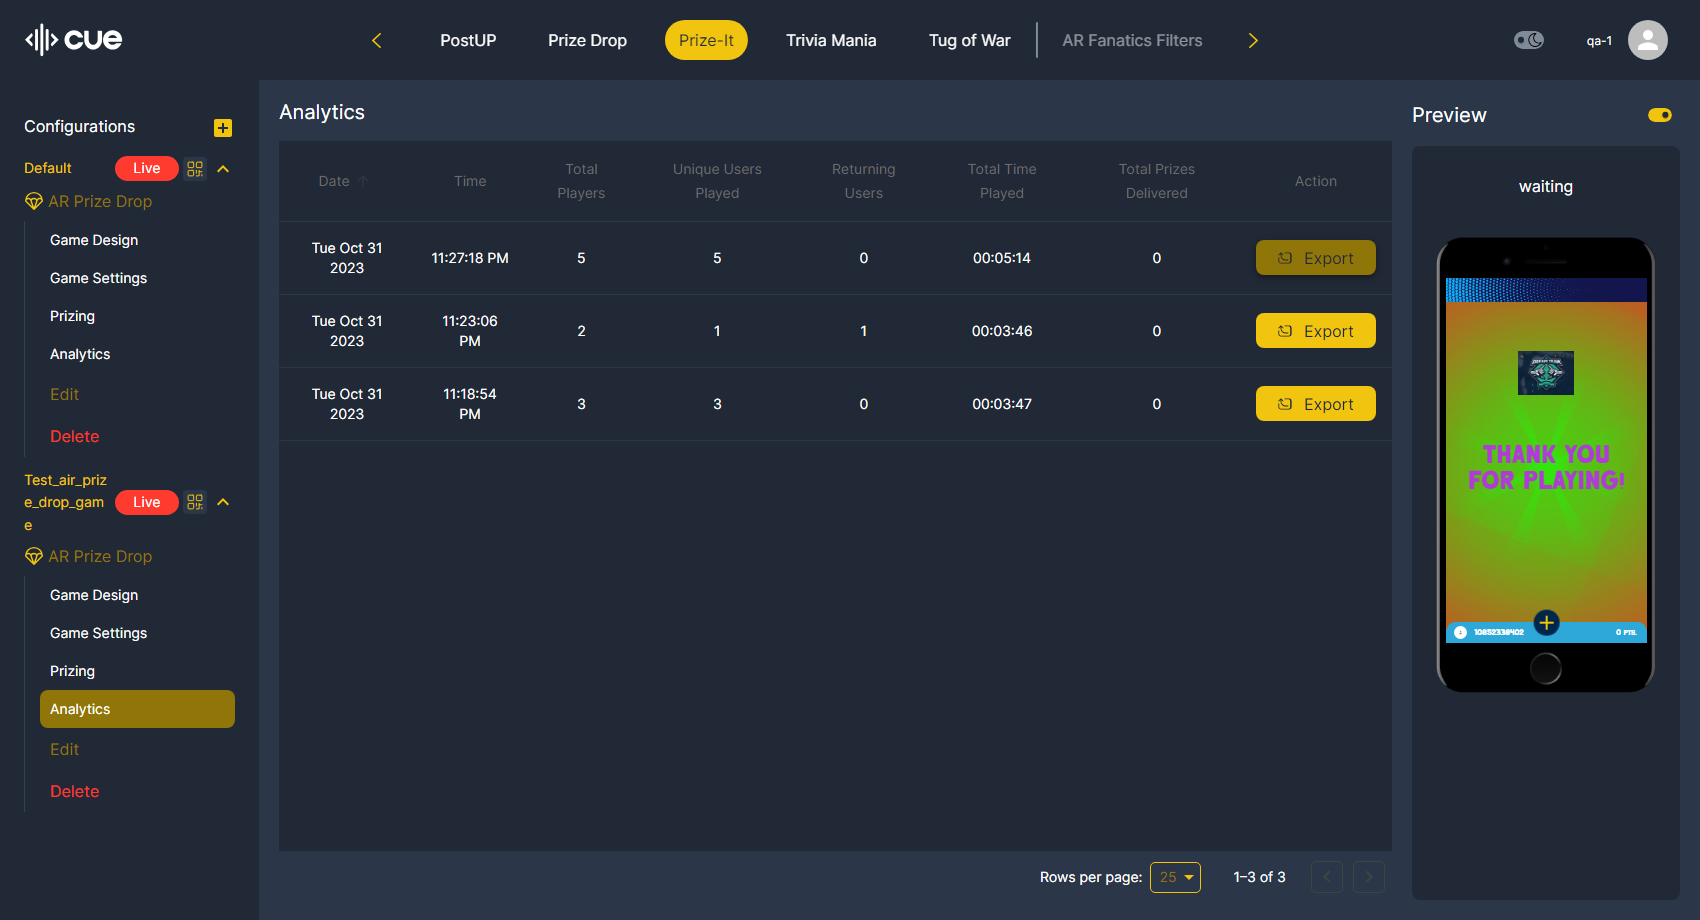 cue
PostUP
Prize Drop
Prize-It
Trivia Mania
Tug of War
AR Fanatics Filters
qa-1
Configurations
Default
Live
AR Prize Drop
Game Design
Game Settings
Prizing
Analytics
Edit
Delete
Test_air_priz
e_drop_gam
e
Live
AR Prize Drop
Game Design
Game Settings
Prizing
Analytics
Edit
Delete
Analytics
Date
Time
Total
Players
Unique Users
Played
Returning
Users
Total Time
Played
Total Prizes
Delivered
Action
Tue Oct 31
2023
11:27:18 PM
5
5
0
00:05:14
0
Export
Tue Oct 31
2023
11:23:06
PM
2
1
1
00:03:46
0
Export
Tue Oct 31
2023
11:18:54
PM
3
3
0
00:03:47
0
Export
Rows per page:
25
1–3 of 3
Preview
waiting
THANK YOU
FOR PLAYING!
10852339402
0 PTS.